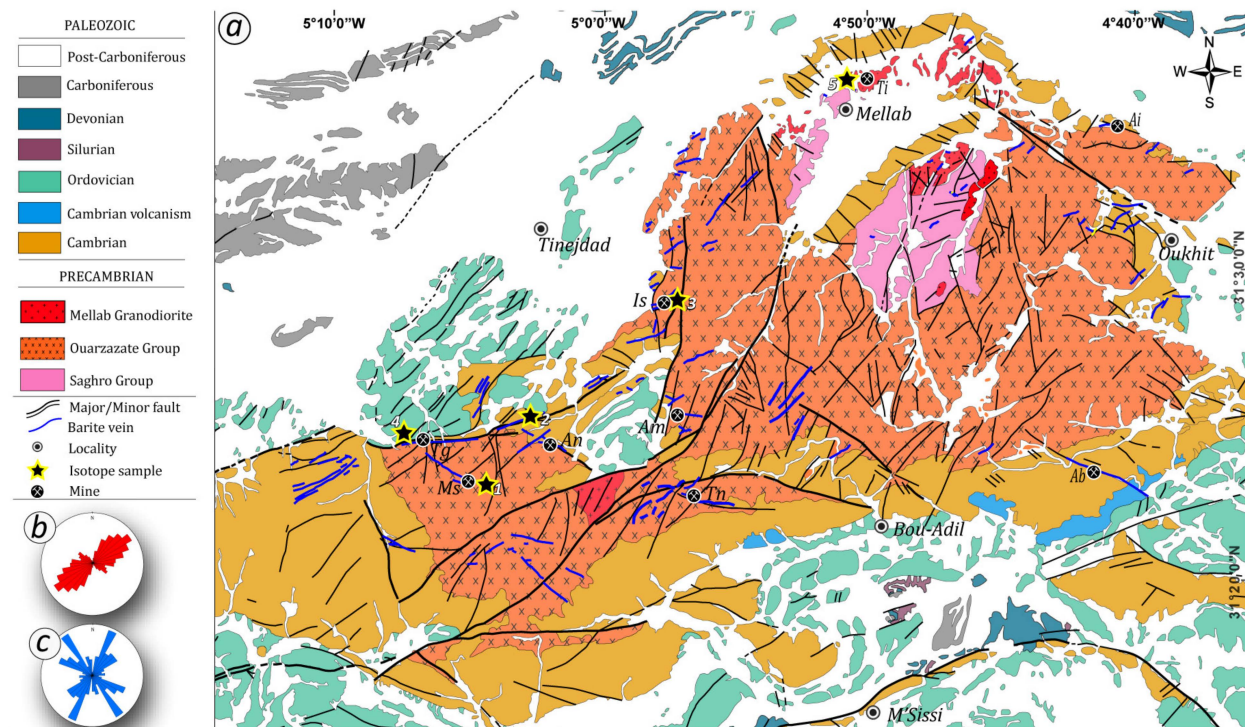 PALEOZOIC
Post-Carboniferous
Carboniferous
Devonian
Silurian
Ordovician
Cambrian volcanism
Cambrian
PRECAMBRIAN
Mellab Granodiorite
Ouarzazate Group
Saghro Group
Major/Minor fault
Barite vein
Locality
Isotope sample
Mine
b
N
c
N
a
5°10'0"W
5°00'0"W
4°50'0"W
4°40'0"W
N
W E
S
5
Ti
Mellab
Ai
Tinejdad
Oukhit
31°30'0"N
Is
3
4
2
Tg
An
Am
Ms
1
Tn
Ab
Bou-Adil
31°20'0"N
M'Sissi